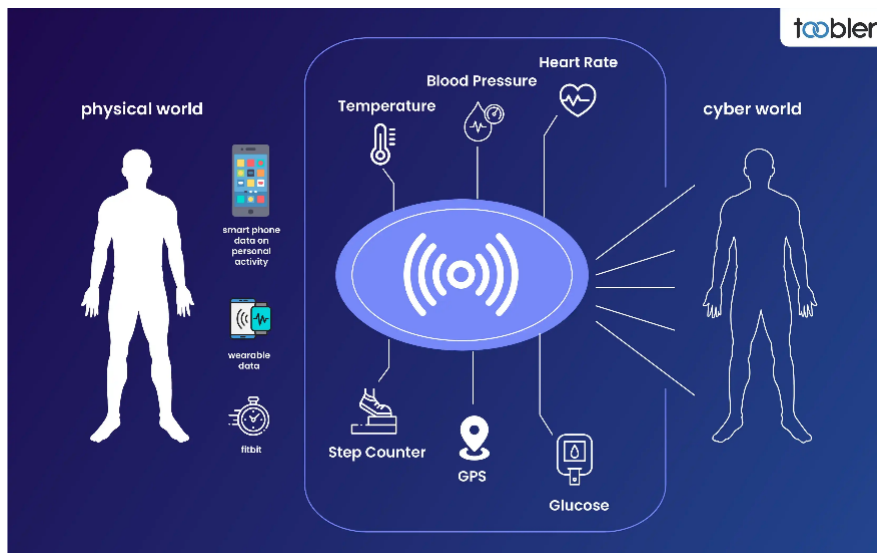 toobler
physical world
smart phone
data on
personal
activity
wearable
data
fitbit
Temperature
Blood Pressure
Heart Rate
Step Counter
GPS
Glucose
cyber world